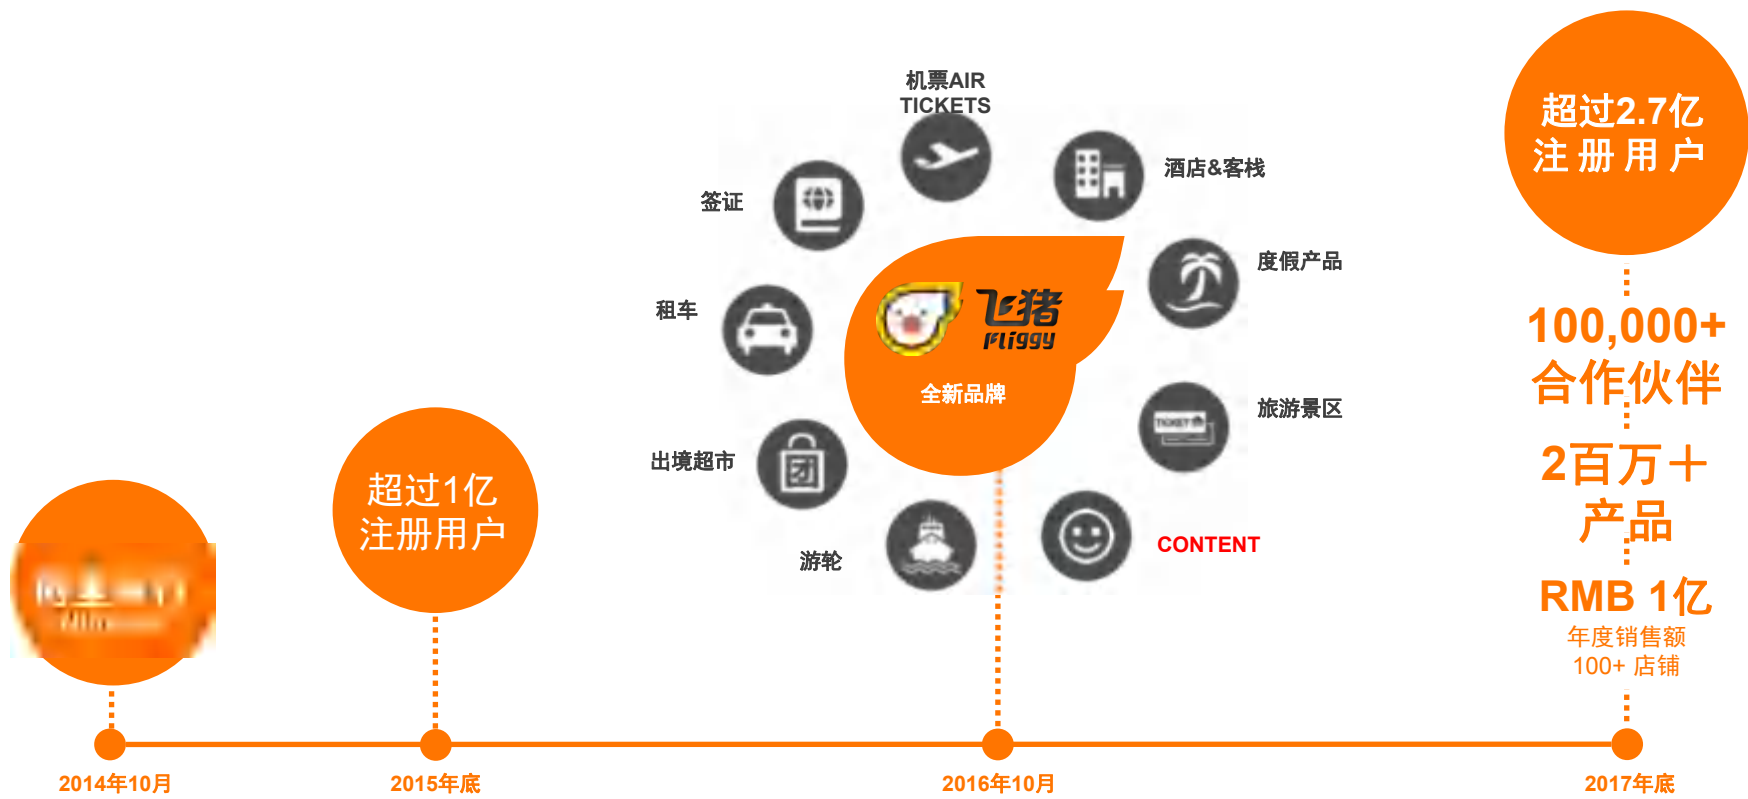 机票AIR
TICKETS
酒店&客栈
签证
度假产品
租车
飞猪
Fliggy
全新品牌
旅游景区
TICKET
出境超市
团
游轮
CONTENT
超过1亿
注册用户
超过2.7亿
注册用户
100,000+
合作伙伴
2百万＋
产品
RMB 1亿
年度销售额
100+ 店铺
2014年10月
2015年底
2016年10月
2017年底